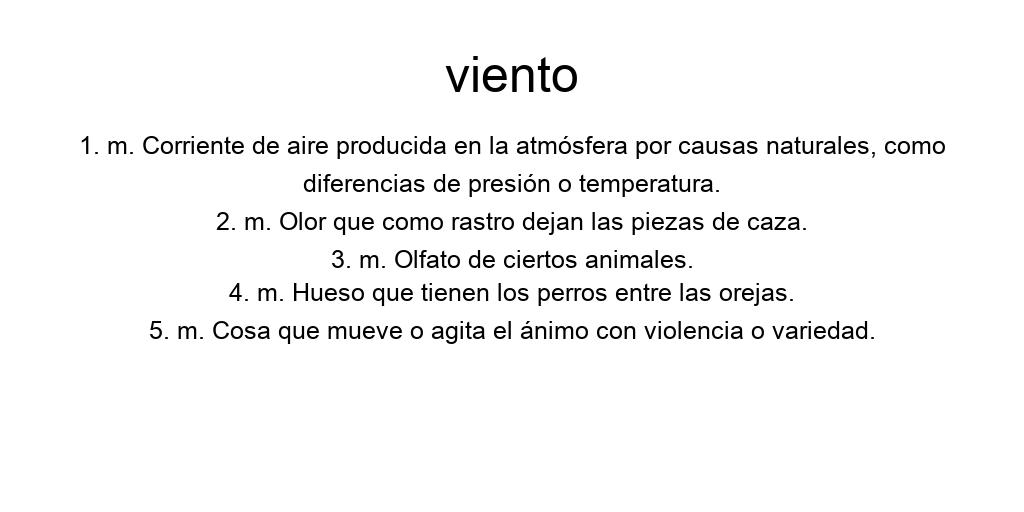 viento
1. m. Corriente de aire producida en la atmósfera por causas naturales, como
diferencias de presión o temperatura.
2. m. Olor que como rastro dejan las piezas de caza.
3. m. Olfato de ciertos animales.
4. m. Hueso que tienen los perros entre las orejas.
5. m. Cosa que mueve o agita el ánimo con violencia o variedad.